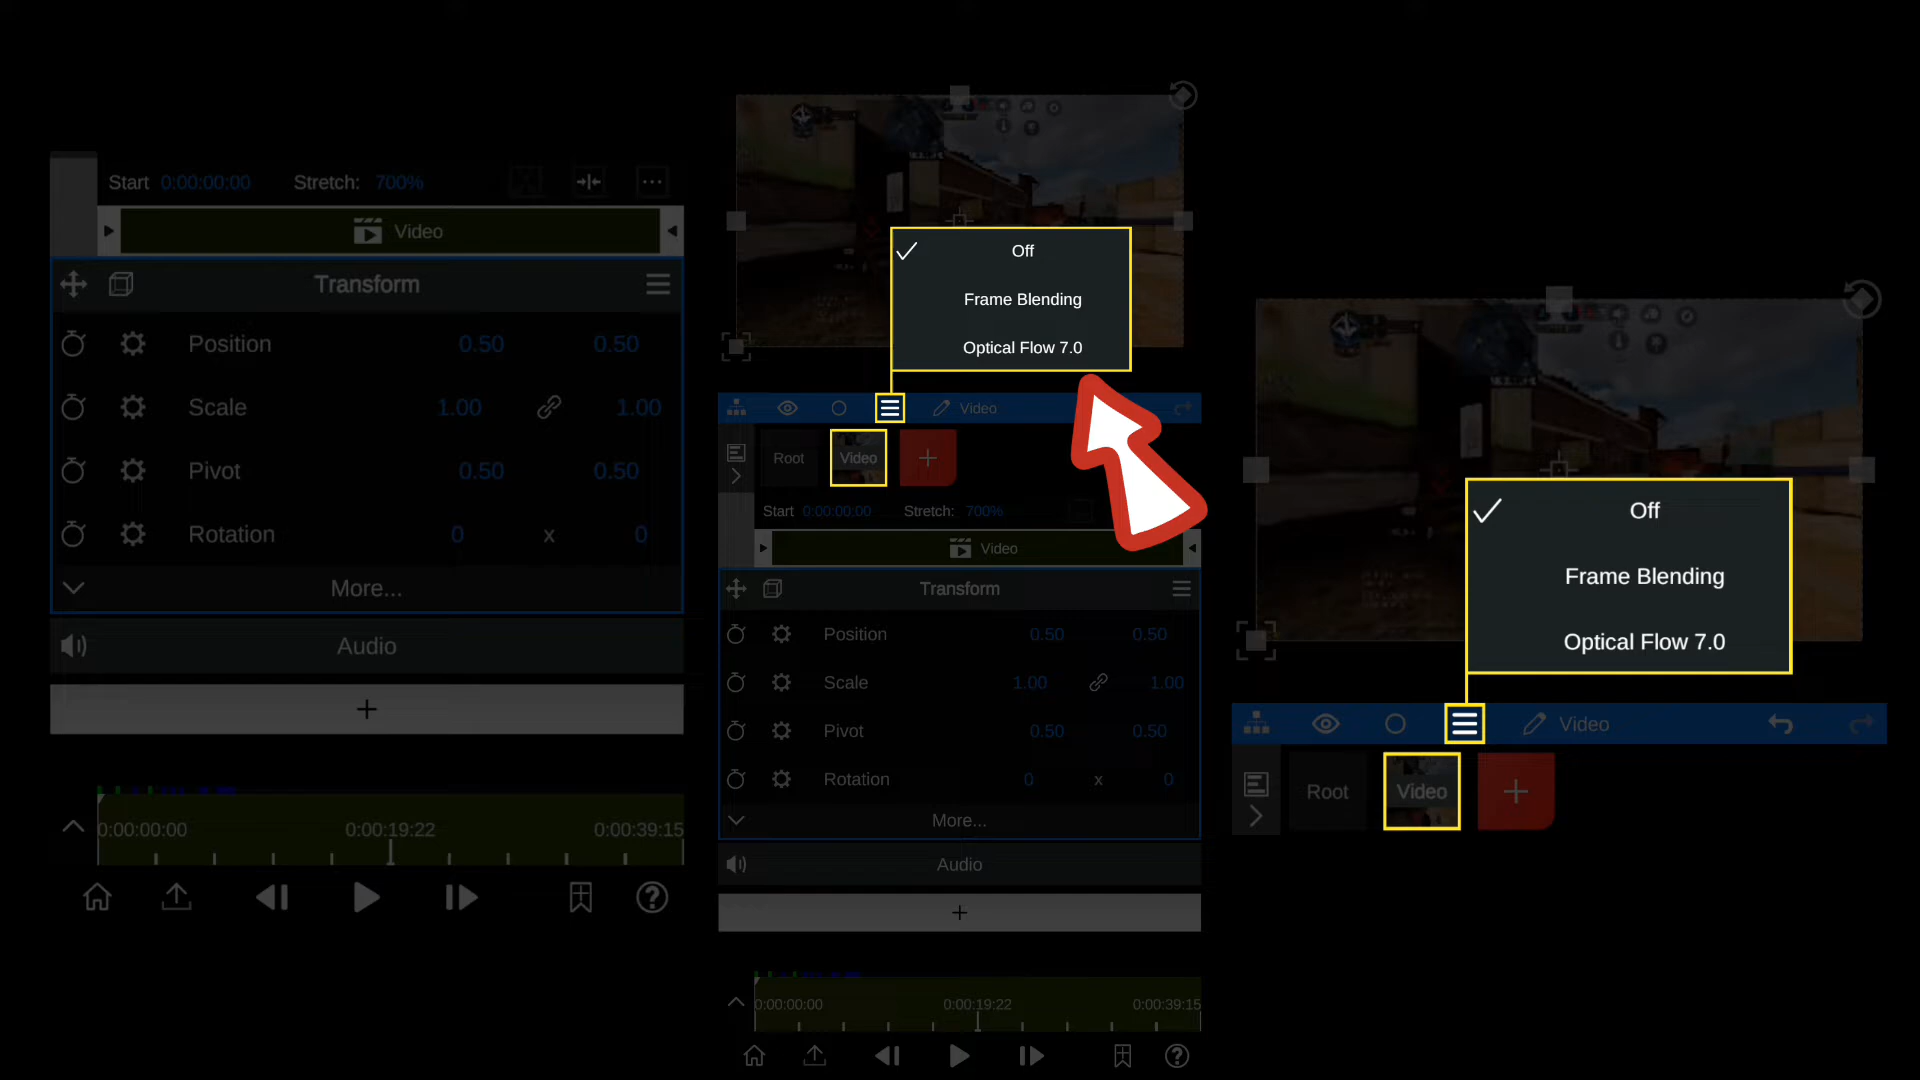 Start 0:00:00:00 Stretch: 700%
Video
Transform
Position 0.50 0.50
Scale 1.00 1.00
Pivot 0.50 0.50
Rotation 0 x 0
More...
Audio
+
0:00:00:00 0:00:19:22 0:00:39:15
Off
Frame Blending
Optical Flow 7.0
Video
Root Video +
Start 0:00:00:00 Stretch: 700%
Video
Transform
Position 0.50 0.50
Scale 1.00 1.00
Pivot 0.50 0.50
Rotation 0 x 0
More...
Audio
+
0:00:00:00 0:00:19:22 0:00:39:15
Off
Frame Blending
Optical Flow 7.0
Video
Root Video +